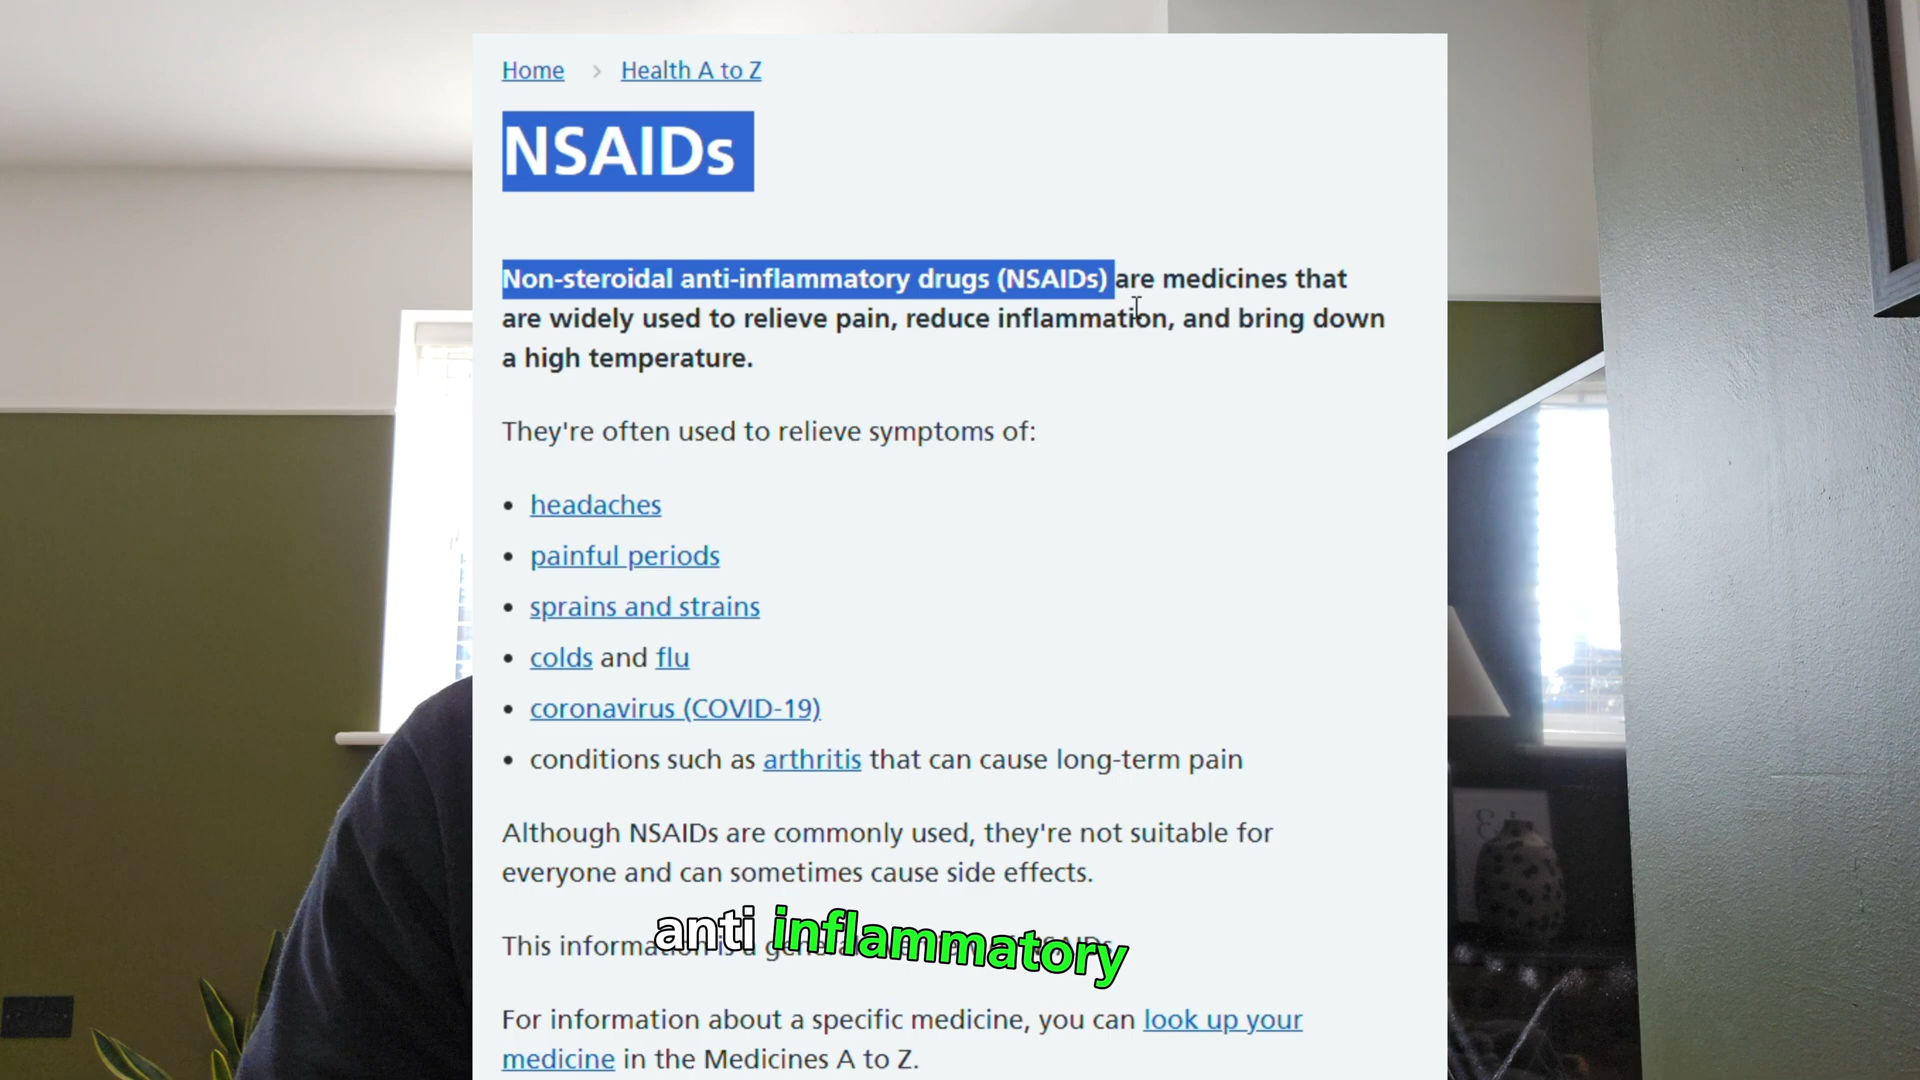 Home > Health A to Z
NSAIDs
Non-steroidal anti-inflammatory drugs (NSAIDs) are medicines that
are widely used to relieve pain, reduce inflammation, and bring down
a high temperature.
They're often used to relieve symptoms of:
• headaches
• painful periods
• sprains and strains
• colds and flu
• coronavirus (COVID-19)
• conditions such as arthritis that can cause long-term pain
Although NSAIDs are commonly used, they're not suitable for
everyone and can sometimes cause side effects.
anti inflammatory
This information is a general
For information about a specific medicine, you can look up your
medicine in the Medicines A to Z.